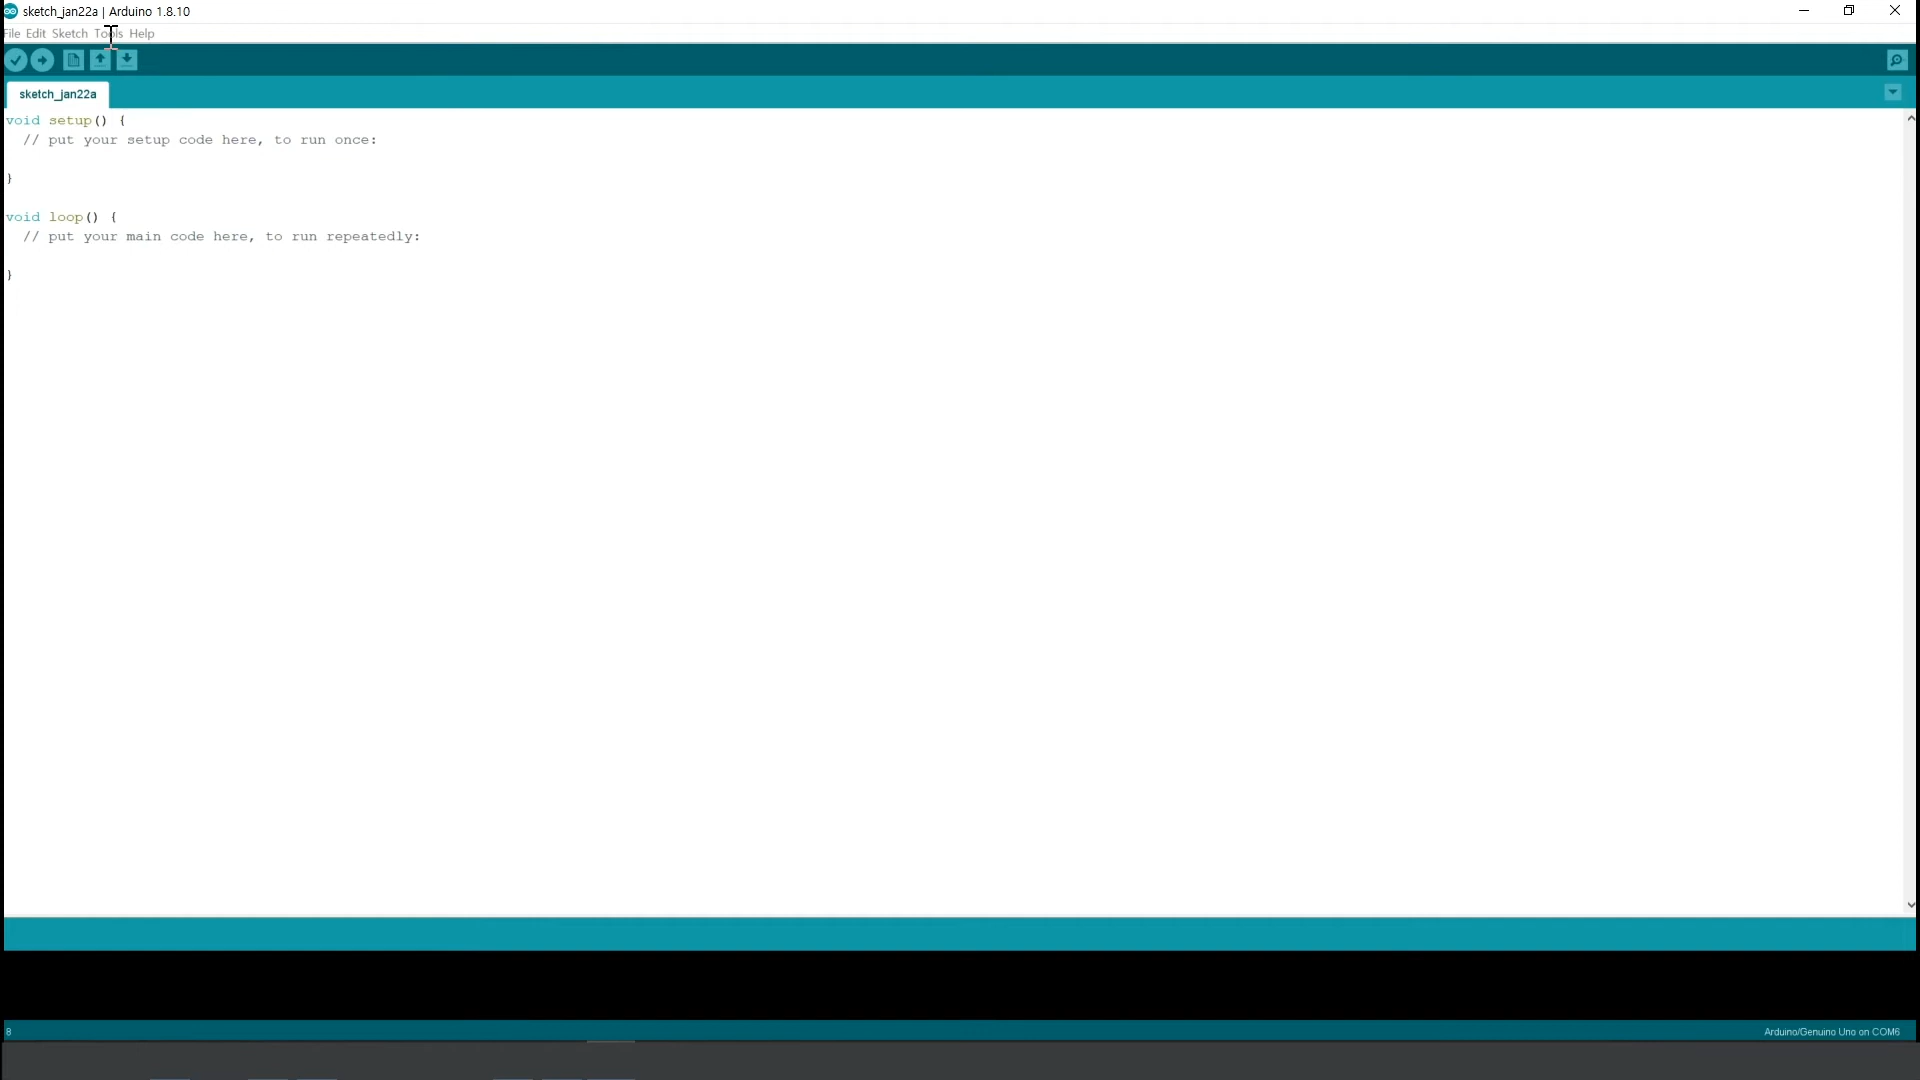 sketch_jan22a | Arduino 1.8.10
File Edit Sketch Tools Help
sketch_jan22a
void setup() {
// put your setup code here, to run once:
}
void loop() {
// put your main code here, to run repeatedly:
}
8
Arduino/Genuino Uno on COM6